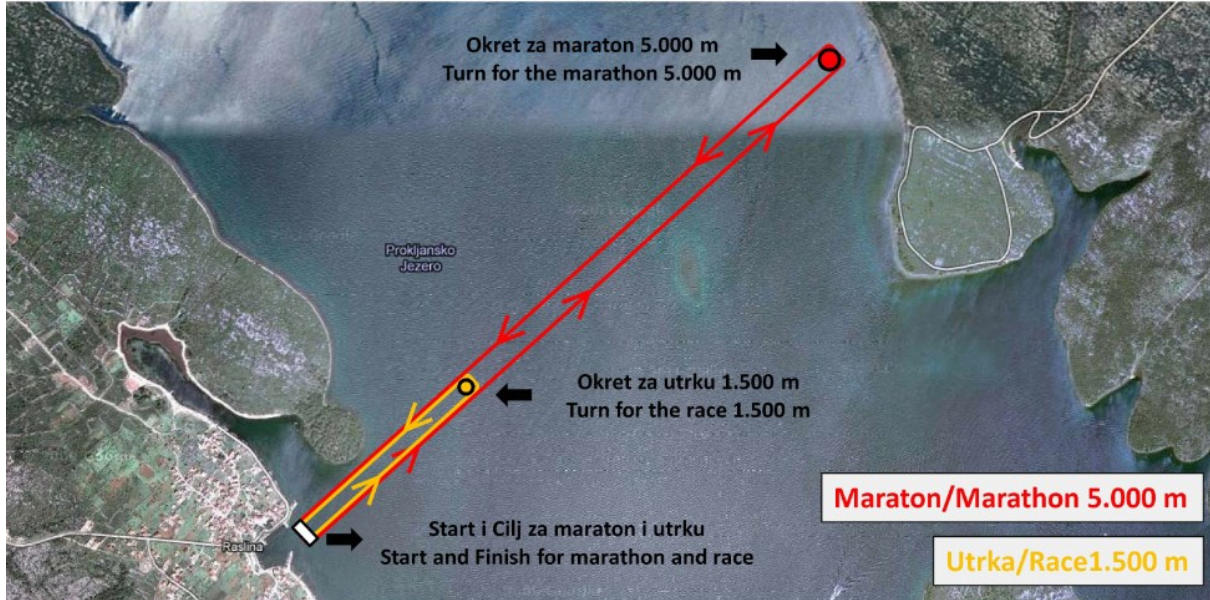 Okret za maraton 5.000 m
Turn for the marathon 5.000 m
Prokljansko
Jezero
Okret za utrku 1.500 m
Turn for the race 1.500 m
Maraton/Marathon 5.000 m
Start i Cilj za maraton i utrku
Start and Finish for marathon and race
Raslina
Utrka/Race1.500 m